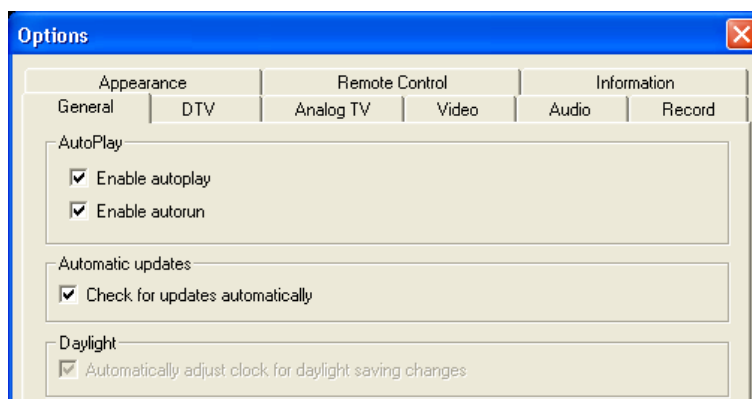 Options
Appearance Remote Control Information
General DTV Analog TV Video Audio Record
AutoPlay
Enable autoplay
Enable autorun
Automatic updates
Check for updates automatically
Daylight
Automatically adjust clock for daylight saving changes